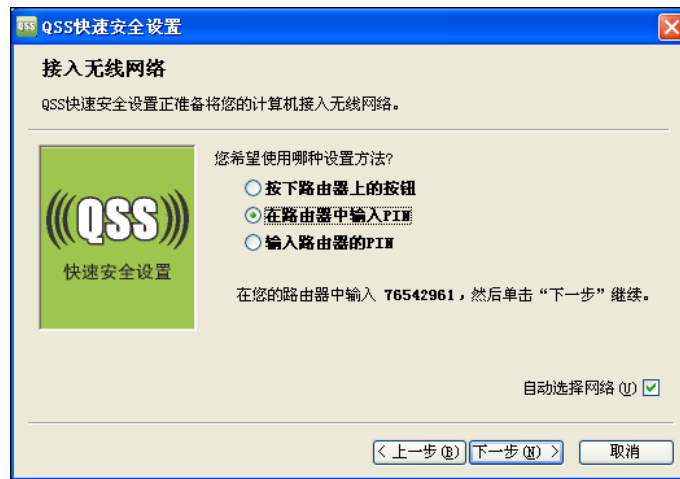 QSS QSS快速安全设置
接入无线网络
QSS快速安全设置正准备将您的计算机接入无线网络。
您希望使用哪种设置方法?
按下路由器上的按钮
在路由器中输入PIN
输入路由器的PIN
(((QSS)))
快速安全设置
在您的路由器中输入 76542961，然后单击“下一步”继续。
自动选择网络(U)
< 上一步(B) 下一步(N) > 取消